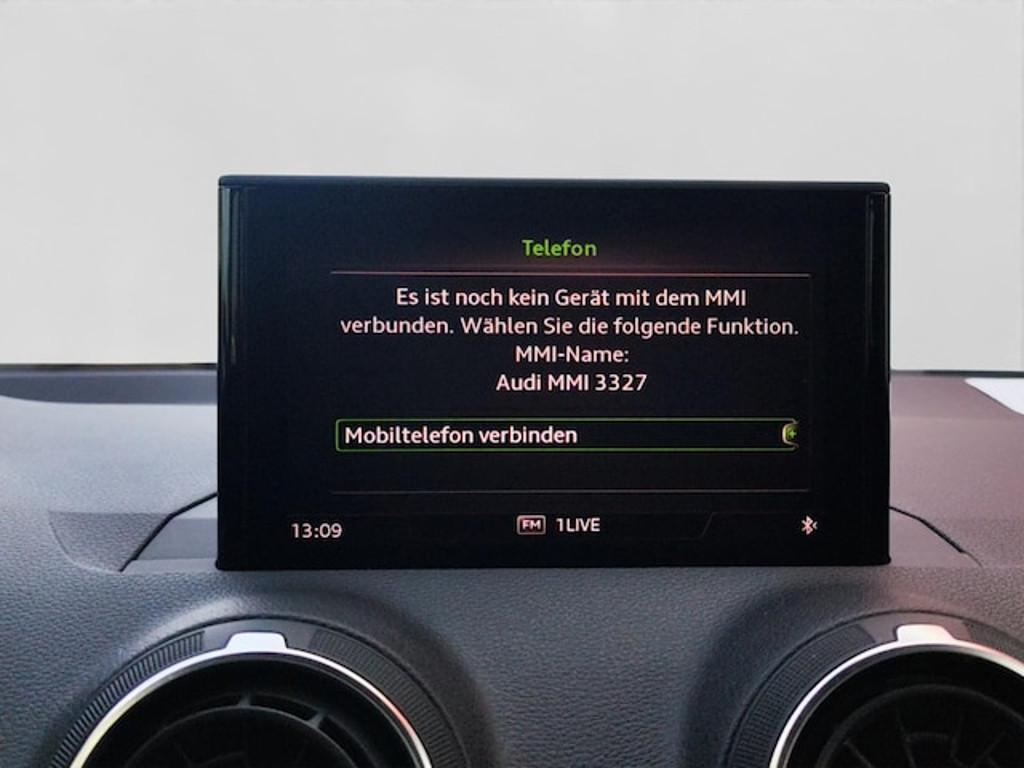 Telefon
Es ist noch kein Gerät mit dem MMI
verbunden. Wählen Sie die folgende Funktion.
MMI-Name:
Audi MMI 3327
Mobiltelefon verbinden
13:09 FM 1LIVE